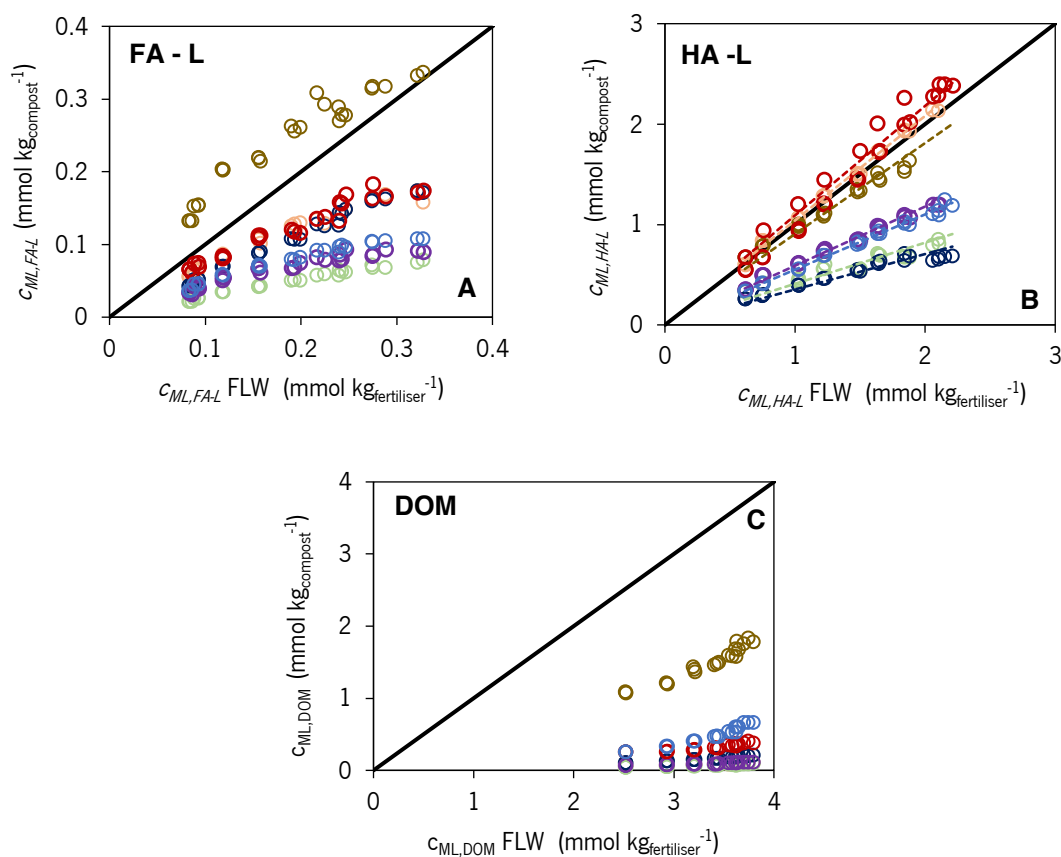 FA - L
A
0.4
0.3
0.2
0.1
0
0
0.1
0.2
0.3
0.4
c_ML,FA-L (mmol kg_compost^-1)
c_ML,FA-L FLW (mmol kg_fertiliser^-1)
HA -L
B
3
2
1
0
0
1
2
3
c_ML,HA-L (mmol kg_compost^-1)
c_ML,HA-L FLW (mmol kg_fertiliser^-1)
DOM
C
4
3
2
1
0
0
1
2
3
4
c_ML,DOM (mmol kg_compost^-1)
c_ML,DOM FLW (mmol kg_fertiliser^-1)